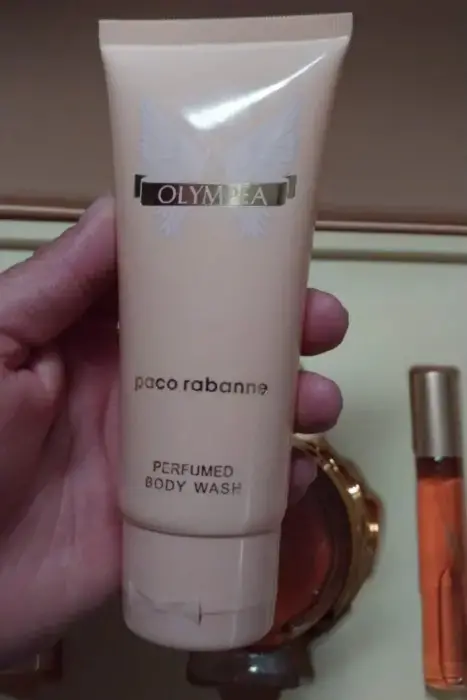 OLYMPEA
paco rabanne
PERFUMED
BODY WASH